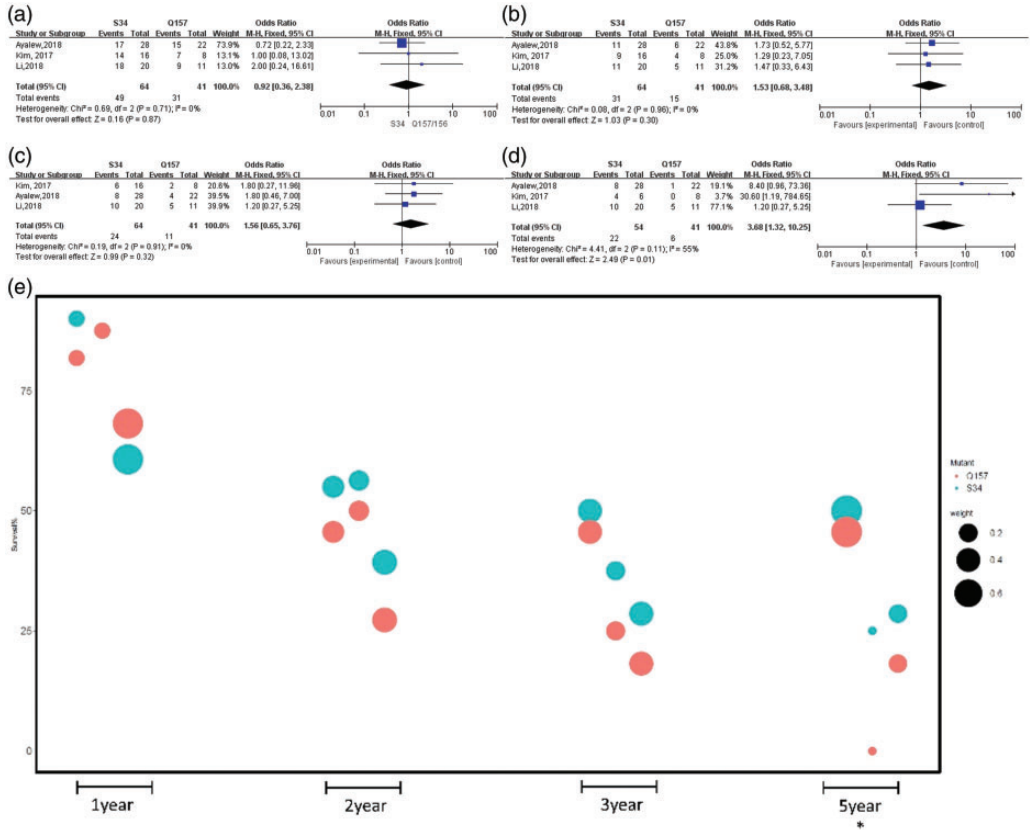 (a)
S34 Q157 Odds Ratio Odds Ratio
Study or Subgroup Events Total Events Total Weight M-H, Fixed, 95% CI M-H, Fixed, 95% CI
Ayalew,2018 17 28 15 22 73.9% 0.72 [0.22, 2.33]
Kim, 2017 14 16 7 8 13.1% 1.00 [0.08, 13.02]
Li,2018 18 20 9 11 13.0% 2.00 [0.24, 16.61]
Total (95% CI) 64 41 100.0% 0.92 [0.36, 2.38]
Total events 49 31
Heterogeneity: Chi² = 0.69, df = 2 (P = 0.71); I² = 0%
Test for overall effect: Z = 0.16 (P = 0.87)
0.01 0.1 1 10 100
S34 Q157/156
(b)
S34 Q157 Odds Ratio Odds Ratio
Study or Subgroup Events Total Events Total Weight M-H, Fixed, 95% CI M-H, Fixed, 95% CI
Ayalew,2018 11 28 6 22 43.8% 1.73 [0.52, 5.77]
Kim, 2017 9 16 4 8 25.0% 1.29 [0.23, 7.05]
Li,2018 11 20 5 11 31.2% 1.47 [0.33, 6.43]
Total (95% CI) 64 41 100.0% 1.53 [0.68, 3.48]
Total events 31 15
Heterogeneity: Chi² = 0.08, df = 2 (P = 0.96); I² = 0%
Test for overall effect: Z = 1.03 (P = 0.30)
0.01 0.1 1 10 100
Favours [experimental] Favours [control]
(c)
S34 Q157 Odds Ratio Odds Ratio
Study or Subgroup Events Total Events Total Weight M-H, Fixed, 95% CI M-H, Fixed, 95% CI
Kim, 2017 6 16 2 8 20.6% 1.80 [0.27, 11.96]
Ayalew,2018 8 28 4 22 39.5% 1.80 [0.46, 7.00]
Li,2018 10 20 5 11 39.9% 1.20 [0.27, 5.25]
Total (95% CI) 64 41 100.0% 1.56 [0.65, 3.76]
Total events 24 11
Heterogeneity: Chi² = 0.19, df = 2 (P = 0.91); I² = 0%
Test for overall effect: Z = 0.99 (P = 0.32)
0.01 0.1 1 10 100
Favours [experimental] Favours [control]
(d)
S34 Q157 Odds Ratio Odds Ratio
Study or Subgroup Events Total Events Total Weight M-H, Fixed, 95% CI M-H, Fixed, 95% CI
Ayalew,2018 8 28 1 22 19.1% 8.40 [0.96, 73.36]
Kim, 2017 4 6 0 8 3.7% 30.60 [1.19, 784.65]
Li,2018 10 20 5 11 77.1% 1.20 [0.27, 5.25]
Total (95% CI) 54 41 100.0% 3.68 [1.32, 10.25]
Total events 22 6
Heterogeneity: Chi² = 4.41, df = 2 (P = 0.11); I² = 55%
Test for overall effect: Z = 2.49 (P = 0.01)
0.01 0.1 1 10 100
Favours [experimental] Favours [control]
(e)
Survival%
75
50
25
0
1year
2year
3year
5year
*
Mutant
Q157
S34
weight
0.2
0.4
0.6